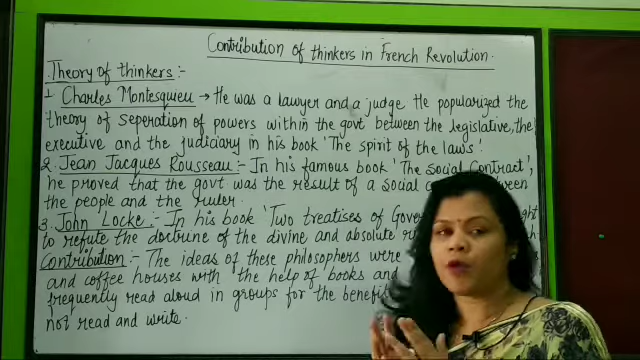 Contribution of thinkers in French Revolution.
Theory of thinkers :-
1. Charles Montesquieu → He was a lawyer and a judge. He popularized the
theory of seperation of powers within the govt between the legislative, the
executive and the judiciary in his book 'The spirit of the laws'.
2. Jean Jacques Rousseau :- In his famous book 'The Social Contract',
he proved that the govt was the result of a social between
the people and the ruler.
3. John Locke :- In his book 'Two treatises of
to refute the doctrine of the divine and absolute
Contribution :- The ideas of these philosophers were
and coffee houses with the help of books and
frequently read aloud in groups for the
not read and write.